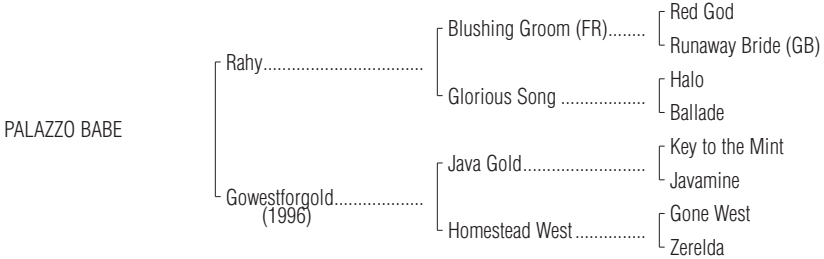 Red God
Blushing Groom (FR)........
Runaway Bride (GB)
Rahy.................................
Halo
Glorious Song ..................
Ballade
PALAZZO BABE
Key to the Mint
Java Gold..........................
Javamine
Gowestforgold...................
(1996)
Gone West
Homestead West ...............
Zerelda